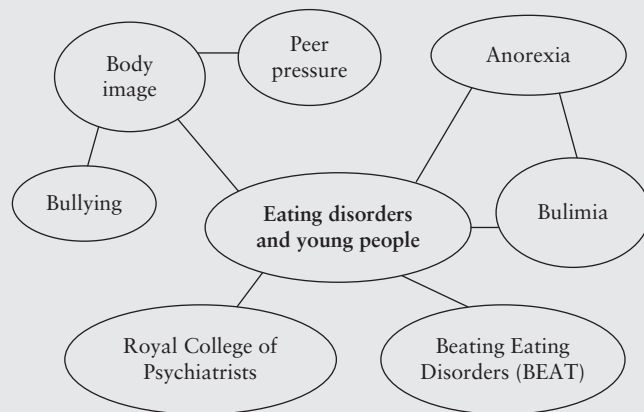 Peer
pressure
Body
image
Anorexia
Bullying
Eating disorders
and young people
Bulimia
Royal College of
Psychiatrists
Beating Eating
Disorders (BEAT)